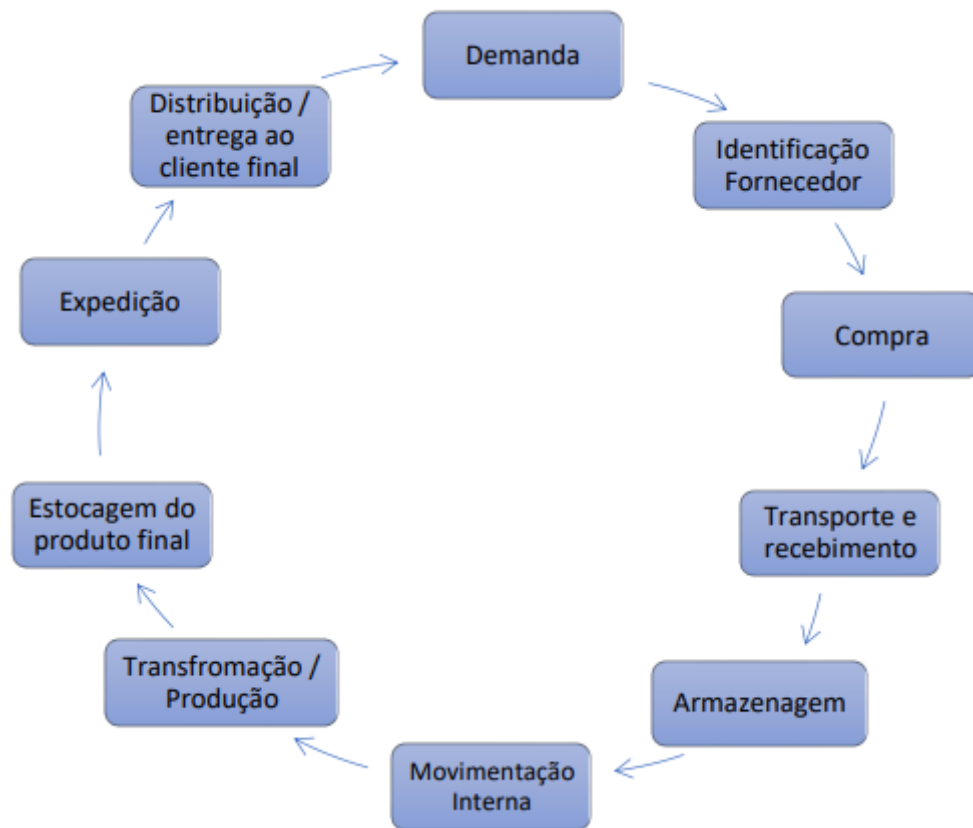 Demanda
Identificação
Fornecedor
Compra
Transporte e
recebimento
Armazenagem
Movimentação
Interna
Transfromação /
Produção
Estocagem do
produto final
Expedição
Distribuição /
entrega ao
cliente final